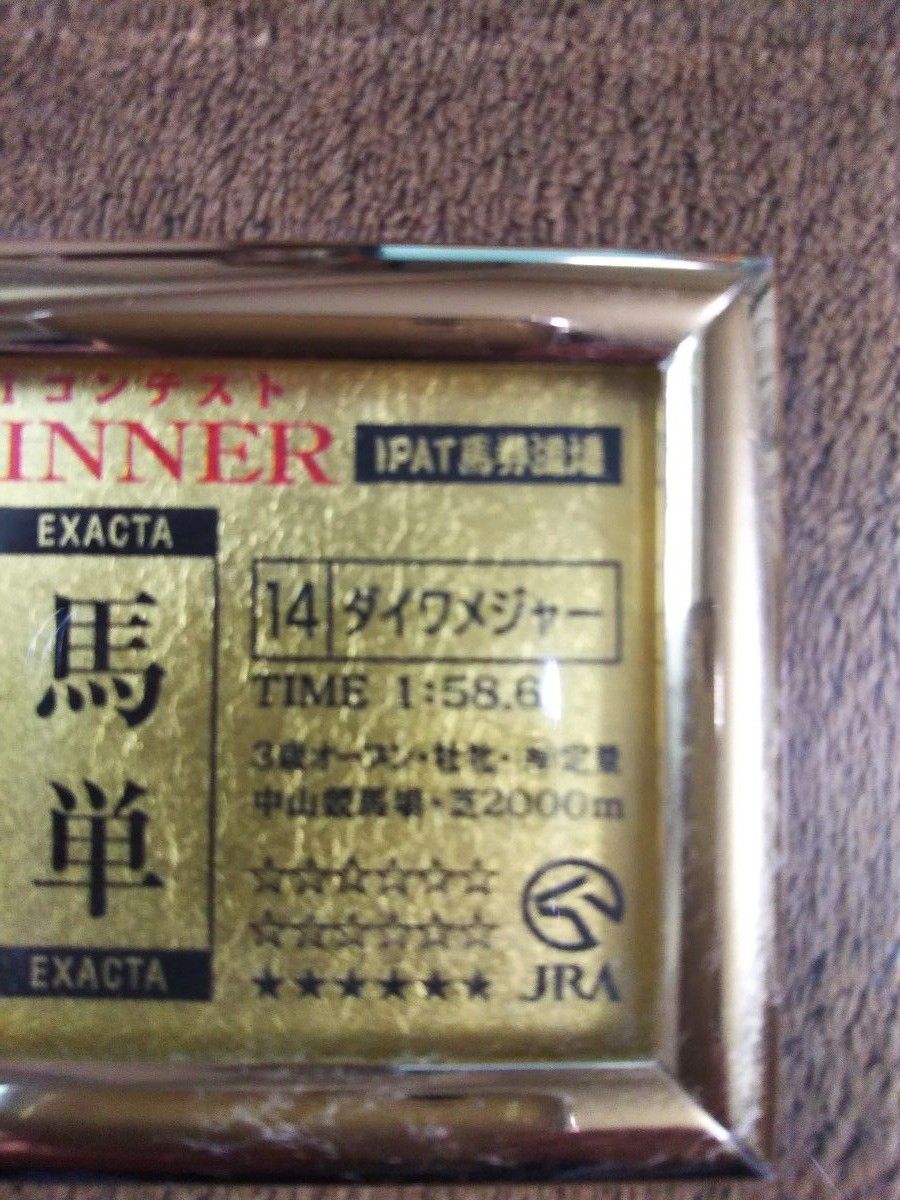 コンテスト
INNER IPAT馬券道場
EXACTA
馬単
14 ダイワメジャー
TIME 1:58.6
3歳オープン・牡牝・指定量
中山競馬場・芝2000m
☆☆☆☆☆☆
☆☆☆☆☆☆
★★★★★★
JRA
EXACTA